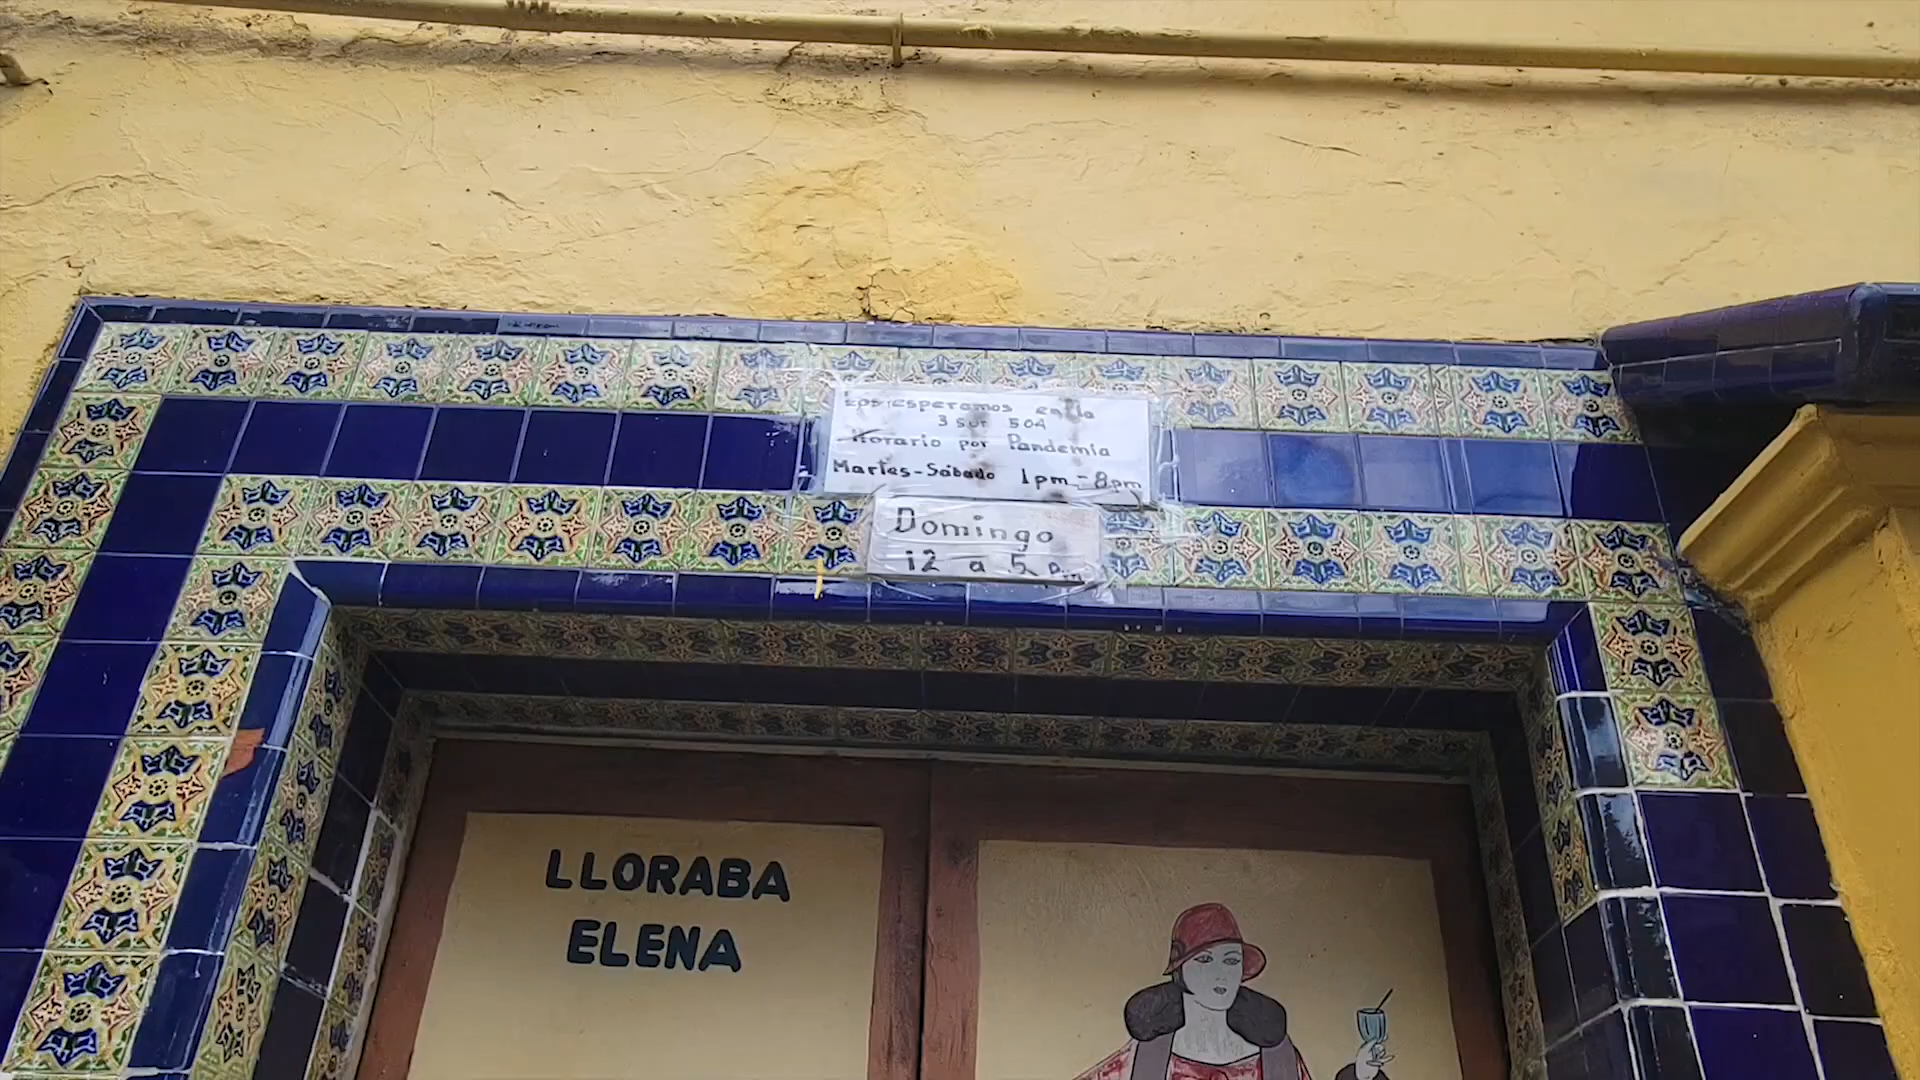 Los esperamos en la
3 sur 504
Horario por Pandemia
Martes-Sábado 1pm-8pm
Domingo
12 a 5 pm
LLORABA
ELENA